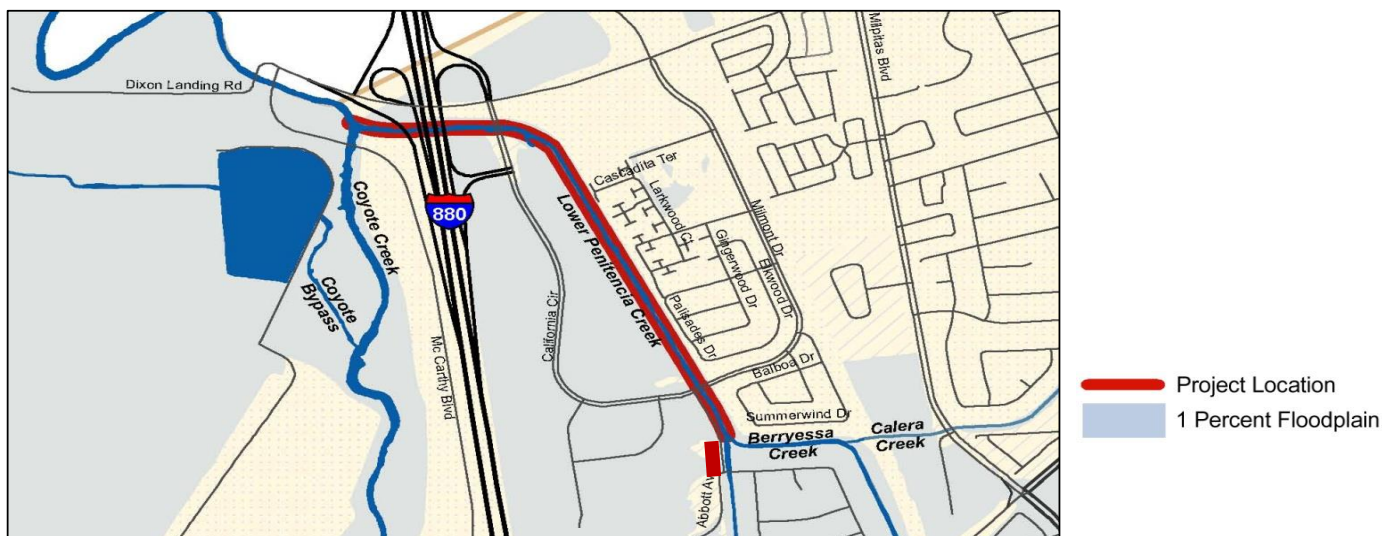 Dixon Landing Rd
Milpitas Blvd
880
Coyote Creek
Coyote
Bypass
Mc Carthy Blvd
California Cir
Lower Penitencia Creek
Cascadita Ter
Larkwood Ct
Gingerwood Dr
Elkwood Dr
Milmont Dr
Palisades Dr
Balboa Dr
Summerwind Dr
Berryessa
Creek
Calera
Creek
Abbott Av
Project Location
1 Percent Floodplain